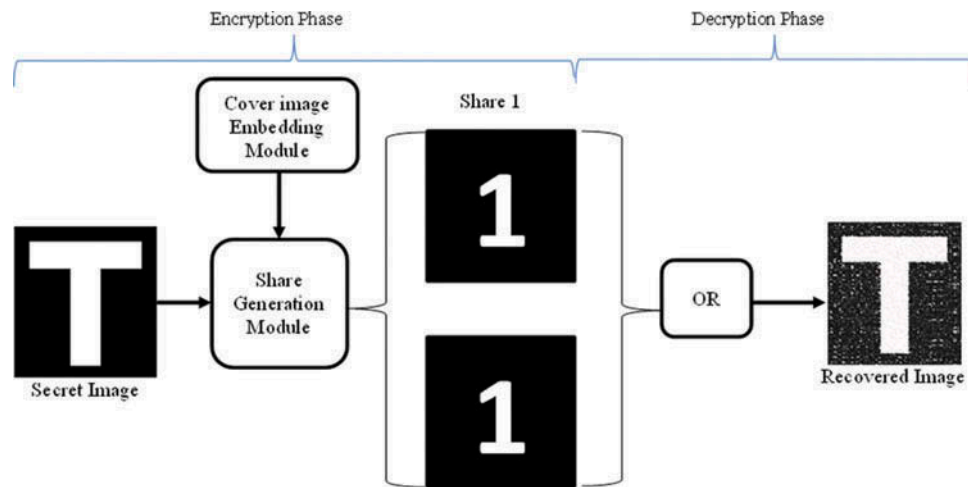 Encryption Phase
Decryption Phase
Cover image
Embedding
Module
Share 1
1
T
Share
Generation
Module
OR
T
Secret Image
1
Recovered Image